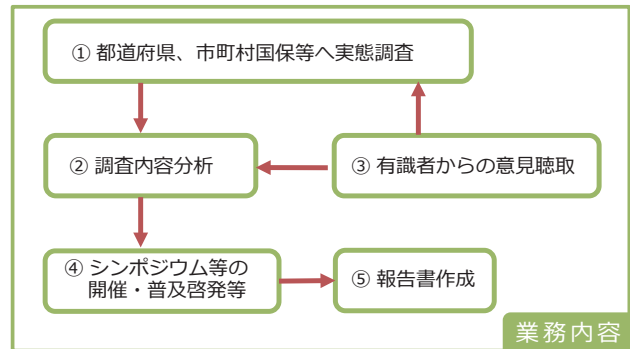 ① 都道府県、市町村国保等へ実態調査
② 調査内容分析
③ 有識者からの意見聴取
④ シンポジウム等の
開催・普及啓発等
⑤ 報告書作成
業務内容